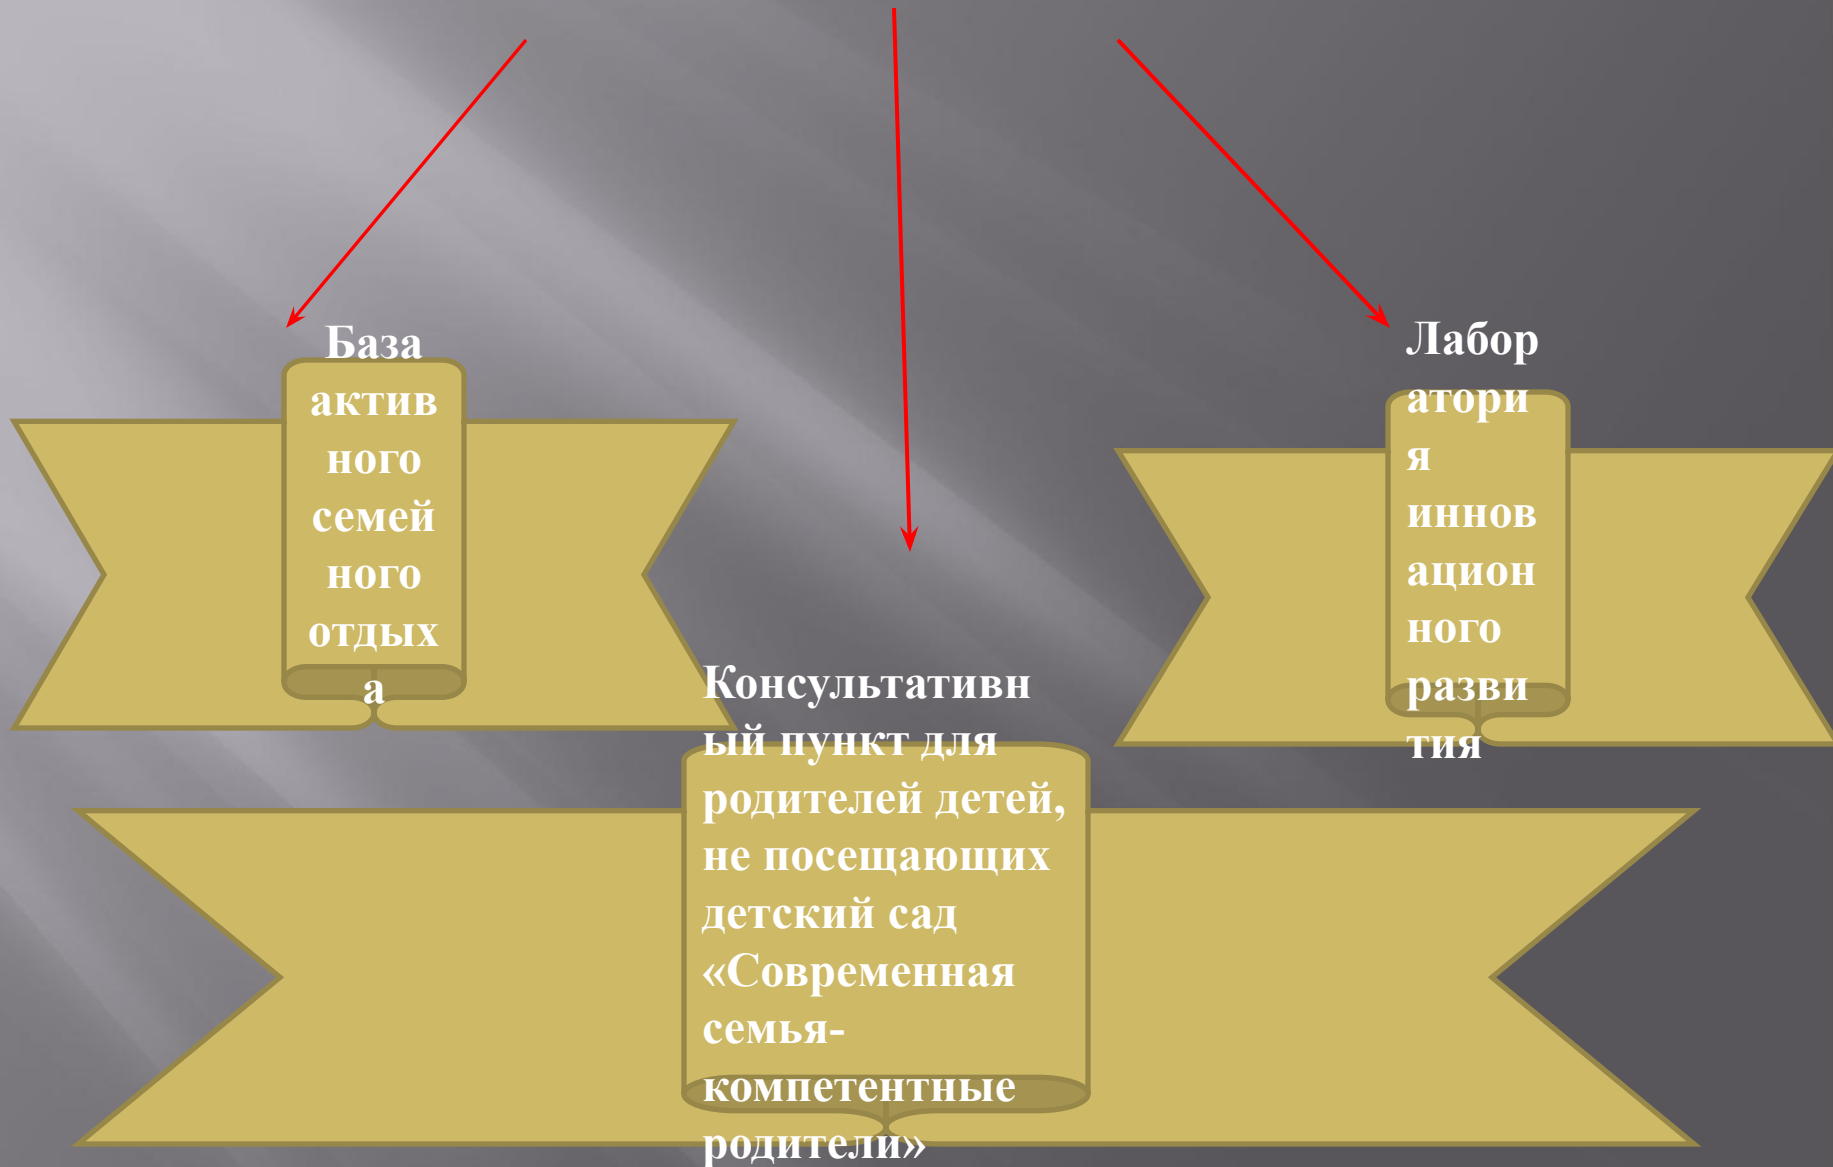 База
актив
ного
семей
ного
отдых
а
Консультативн
ый пункт для
родителей детей,
не посещающих
детский сад
«Современная
семья-
компетентные
родители»
Лабор
атори
я
иннов
ацион
ного
разви
тия